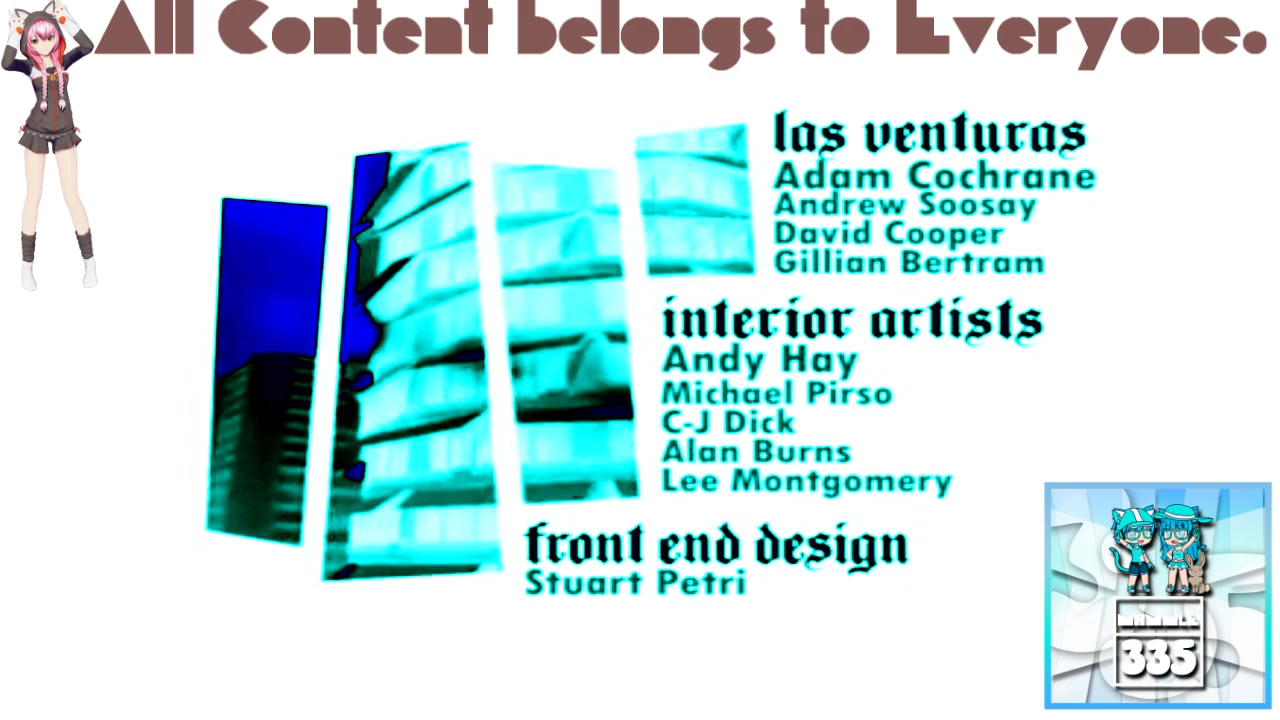 All Content belongs to Everyone.
las venturas
Adam Cochrane
Andrew Soosay
David Cooper
Gillian Bertram
interior artists
Andy Hay
Michael Pirso
C-J Dick
Alan Burns
Lee Montgomery
front end design
Stuart Petri
335